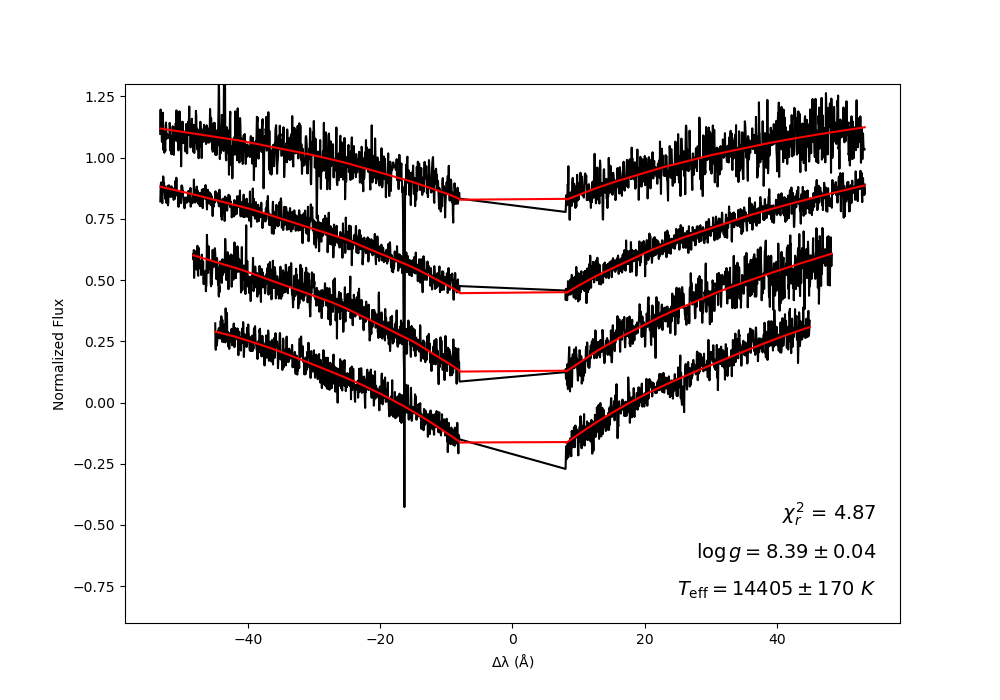 1.25
1.00
0.75
0.50
0.25
0.00
−0.25
−0.50
−0.75
Normalized Flux
χ²ᵣ = 4.87
log g = 8.39 ± 0.04
T_eff = 14405 ± 170 K
−40 −20 0 20 40
Δλ (Å)